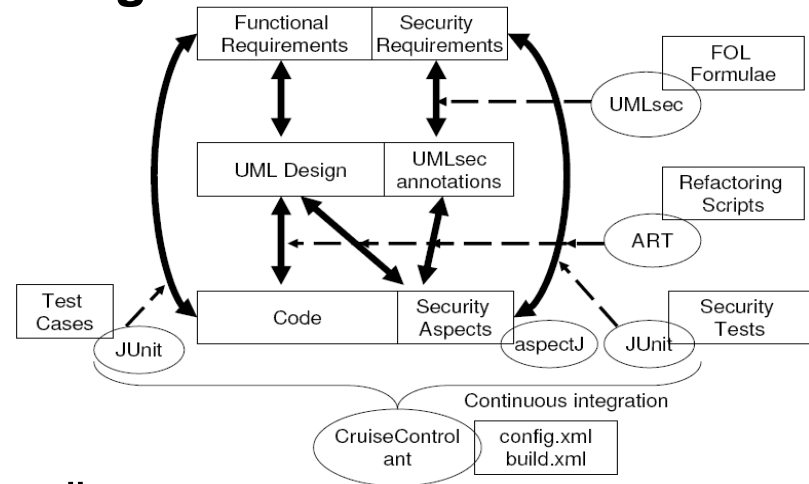 Functional
Requirements
Security
Requirements
FOL
Formulae
UMLsec
UML Design
UMLsec
annotations
Refactoring
Scripts
ART
Test
Cases
JUnit
Code
Security
Aspects
aspectJ
JUnit
Security
Tests
Continuous integration
CruiseControl
ant
config.xml
build.xml